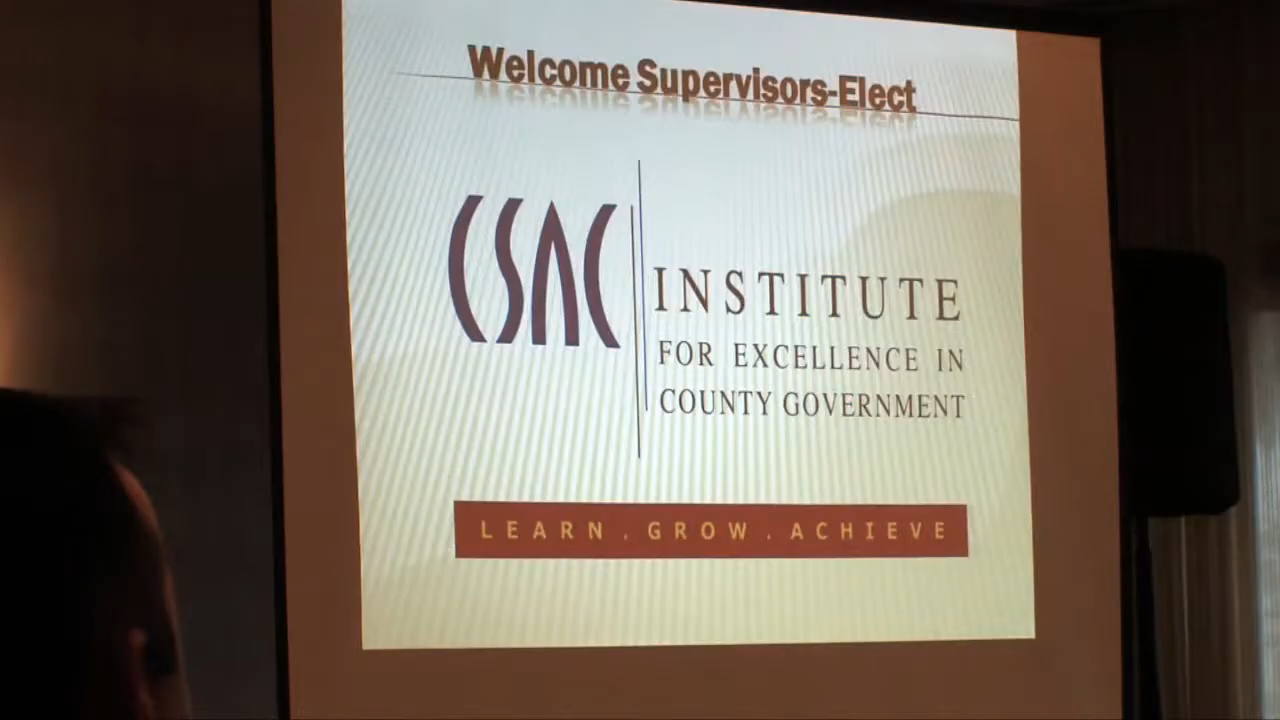 Welcome Supervisors-Elect
CSAC
INSTITUTE
FOR EXCELLENCE IN
COUNTY GOVERNMENT
LEARN . GROW . ACHIEVE